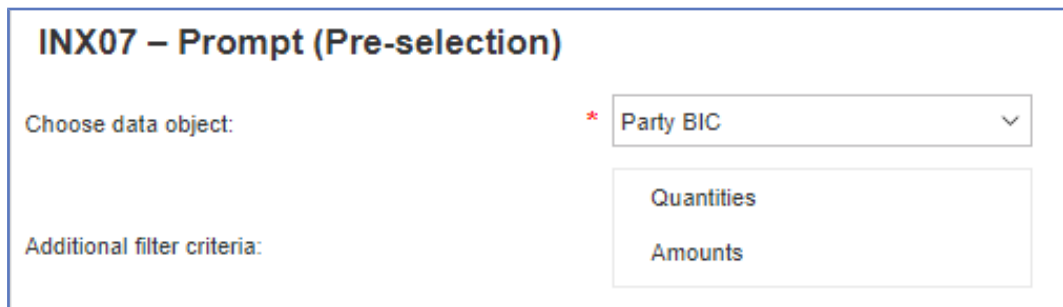 INX07 – Prompt (Pre-selection)
Choose data object: * Party BIC
Quantities
Additional filter criteria:
Amounts